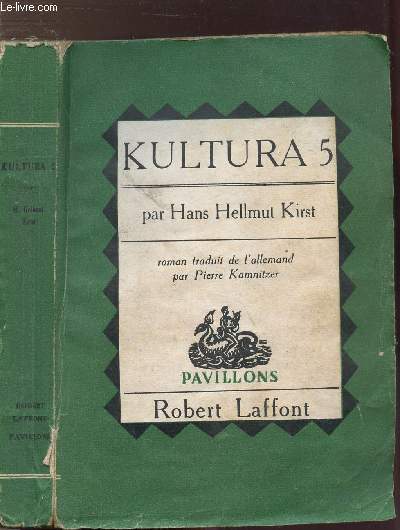 Le-livre.com
KULTURA 5
H. Hellmut
Kirst
ROBERT
LAFFONT
PAVILLONS
KULTURA 5
par Hans Hellmut Kirst
roman traduit de l'allemand
par Pierre Kamnitzer
PAVILLONS
Robert Laffont